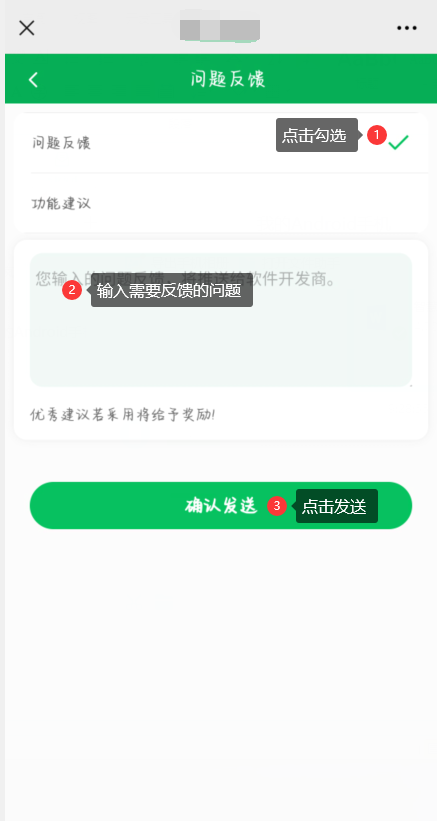 问题反馈
问题反馈
点击勾选 1
功能建议
您输入的问题反馈，将推送给软件开发商。
2 输入需要反馈的问题
优秀建议若采用将给予奖励!
确认发送 3 点击发送